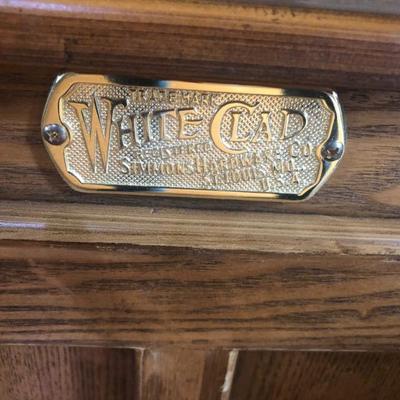 TRADE MARK
WHITE CLAD
SIMMONS HARDWARE CO.
ST. LOUIS, MO.
U.S.A.